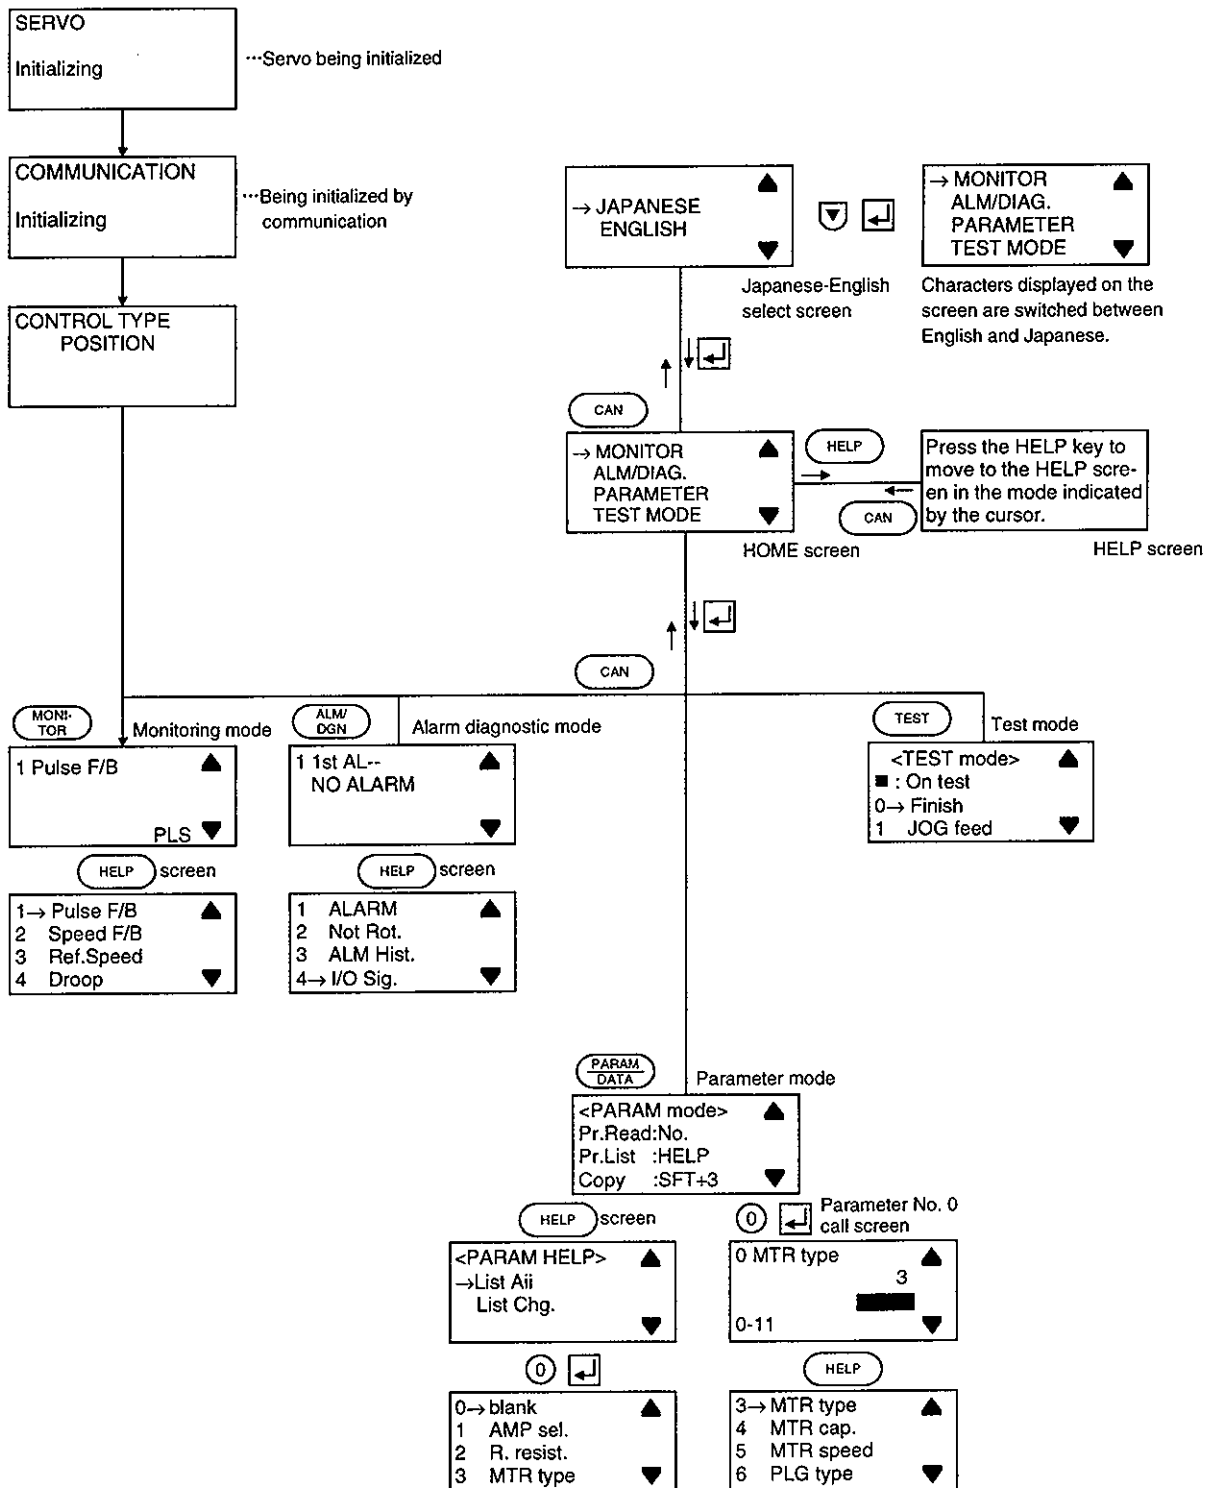 SERVO
Initializing
···Servo being initialized
COMMUNICATION
Initializing
···Being initialized by
communication
CONTROL TYPE
POSITION
→ JAPANESE
ENGLISH
Japanese-English
select screen
→ MONITOR
ALM/DIAG.
PARAMETER
TEST MODE
Characters displayed on the
screen are switched between
English and Japanese.
CAN
→ MONITOR
ALM/DIAG.
PARAMETER
TEST MODE
HOME screen
HELP
CAN
Press the HELP key to
move to the HELP scre-
en in the mode indicated
by the cursor.
HELP screen
CAN
MONI-
TOR
Monitoring mode
1 Pulse F/B
PLS
HELP screen
1→ Pulse F/B
2 Speed F/B
3 Ref.Speed
4 Droop
ALM/
DGN
Alarm diagnostic mode
1 1st AL--
NO ALARM
HELP screen
1 ALARM
2 Not Rot.
3 ALM Hist.
4→ I/O Sig.
TEST
Test mode
<TEST mode>
■ : On test
0→ Finish
1 JOG feed
PARAM
DATA
Parameter mode
<PARAM mode>
Pr.Read:No.
Pr.List :HELP
Copy :SFT+3
HELP screen
<PARAM HELP>
→List Aii
List Chg.
0
0→ blank
1 AMP sel.
2 R. resist.
3 MTR type
0
Parameter No. 0
call screen
0 MTR type
3
0-11
HELP
3→ MTR type
4 MTR cap.
5 MTR speed
6 PLG type